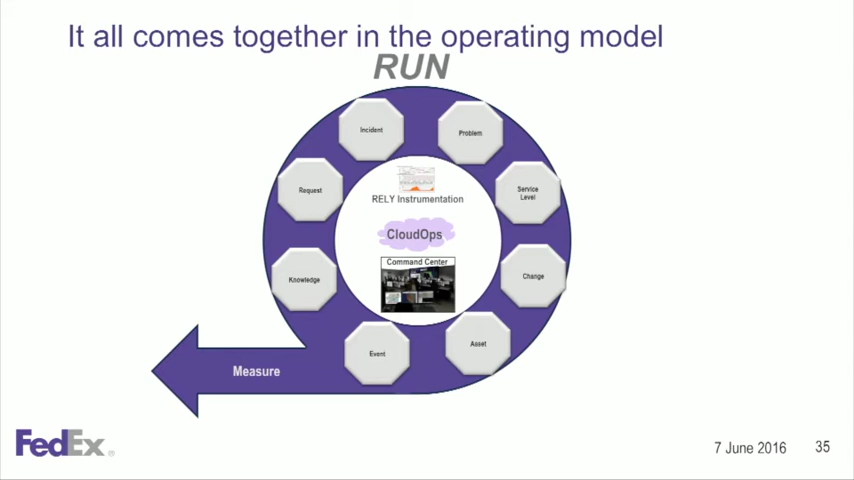 It all comes together in the operating model
RUN
Incident
Problem
Request
Service
Level
RELY Instrumentation
CloudOps
Command Center
Knowledge
Change
Event
Asset
Measure
FedEx®
7 June 2016
35